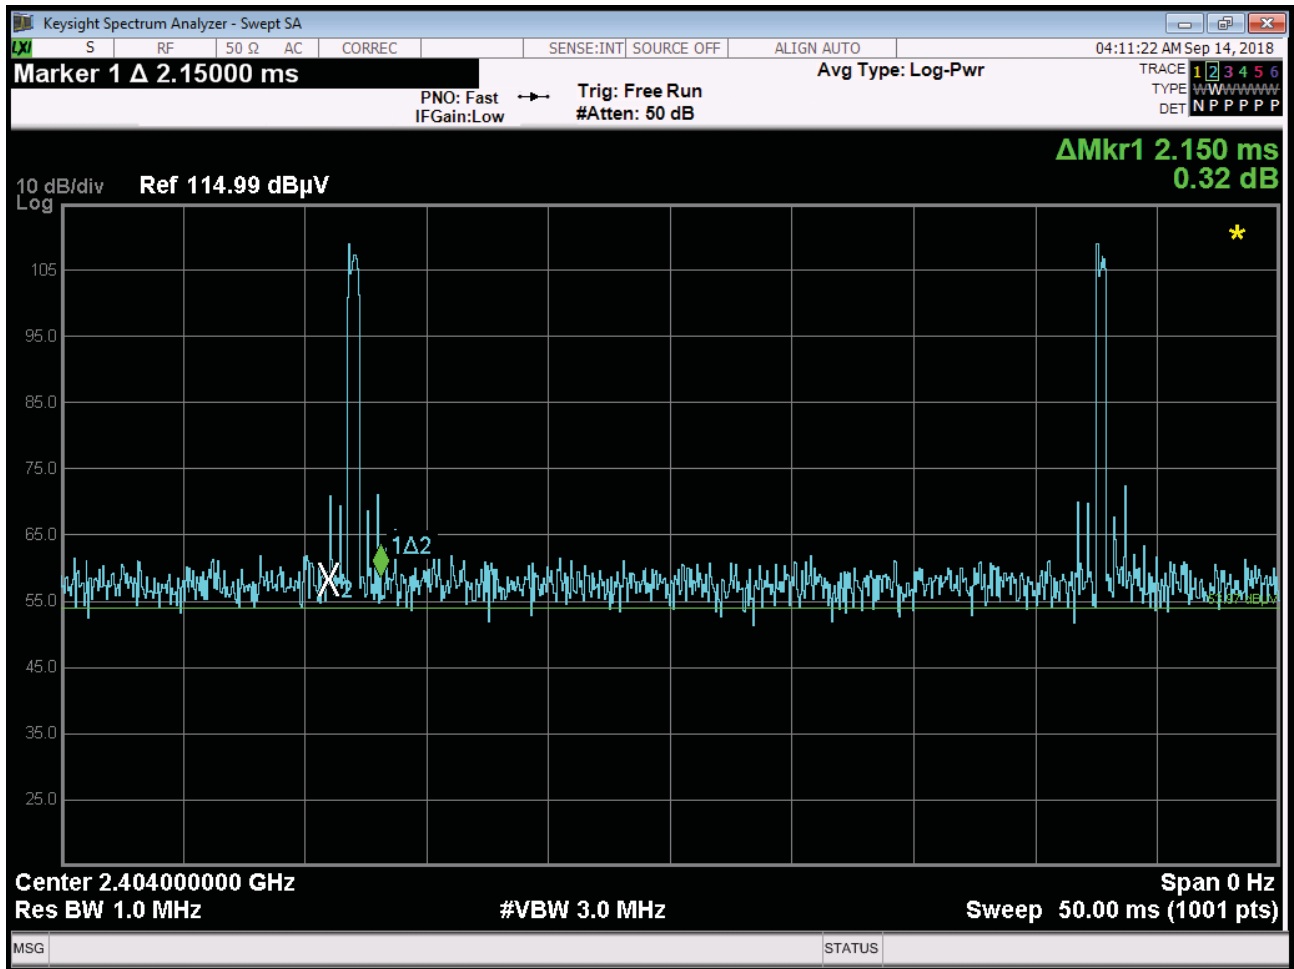 Keysight Spectrum Analyzer - Swept SA
LXI S RF 50 Ω AC CORREC SENSE:INT SOURCE OFF ALIGN AUTO 04:11:22 AM Sep 14, 2018
Marker 1 Δ 2.15000 ms
Avg Type: Log-Pwr
TRACE 1 2 3 4 5 6
PNO: Fast Trig: Free Run
TYPE W W W W W W
IFGain:Low #Atten: 50 dB
DET N P P P P P
ΔMkr1 2.150 ms
0.32 dB
10 dB/div Ref 114.99 dBµV
Log
*
105
95.0
85.0
75.0
65.0
1Δ2
X2
55.0
45.0
35.0
25.0
Center 2.404000000 GHz Span 0 Hz
Res BW 1.0 MHz #VBW 3.0 MHz Sweep 50.00 ms (1001 pts)
MSG STATUS